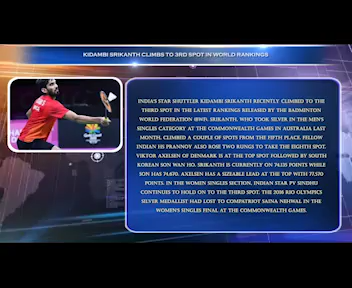 KIDAMBI SRIKANTH CLIMBS TO 3RD SPOT IN WORLD RANKINGS
INDIA'S STAR SHUTTLER KIDAMBI SRIKANTH RECENTLY CLIMBED TO THE
THIRD SPOT IN THE LATEST RANKINGS RELEASED BY THE BADMINTON
WORLD FEDERATION (BWF). SRIKANTH, WHO TOOK SILVER IN THE MEN'S
SINGLES CATEGORY AT THE COMMONWEALTH GAMES IN AUSTRALIA LAST
MONTH, CLIMBED A COUPLE OF SPOTS FROM THE FIFTH PLACE. FELLOW
INDIAN HS PRANNOY ALSO ROSE TWO RUNGS TO TAKE THE EIGHTH SPOT.
VIKTOR AXELSEN OF DENMARK IS AT THE TOP SPOT FOLLOWED BY SOUTH
KOREAN SON WAN HO. SRIKANTH IS CURRENTLY ON 74,135 POINTS WHILE
SON HAS 74,670. AXELSEN HAS A SIZEABLE LEAD AT THE TOP WITH 77,570
POINTS. IN THE WOMEN SINGLES SECTION, INDIAN STAR PV SINDHU
CONTINUES TO HOLD ON TO THE THIRD SPOT. THE 2016 RIO OLYMPICS
SILVER MEDALLIST HAD LOST TO COMPATRIOT SAINA NEHWAL IN THE
WOMEN'S SINGLES FINAL AT THE COMMONWEALTH GAMES.